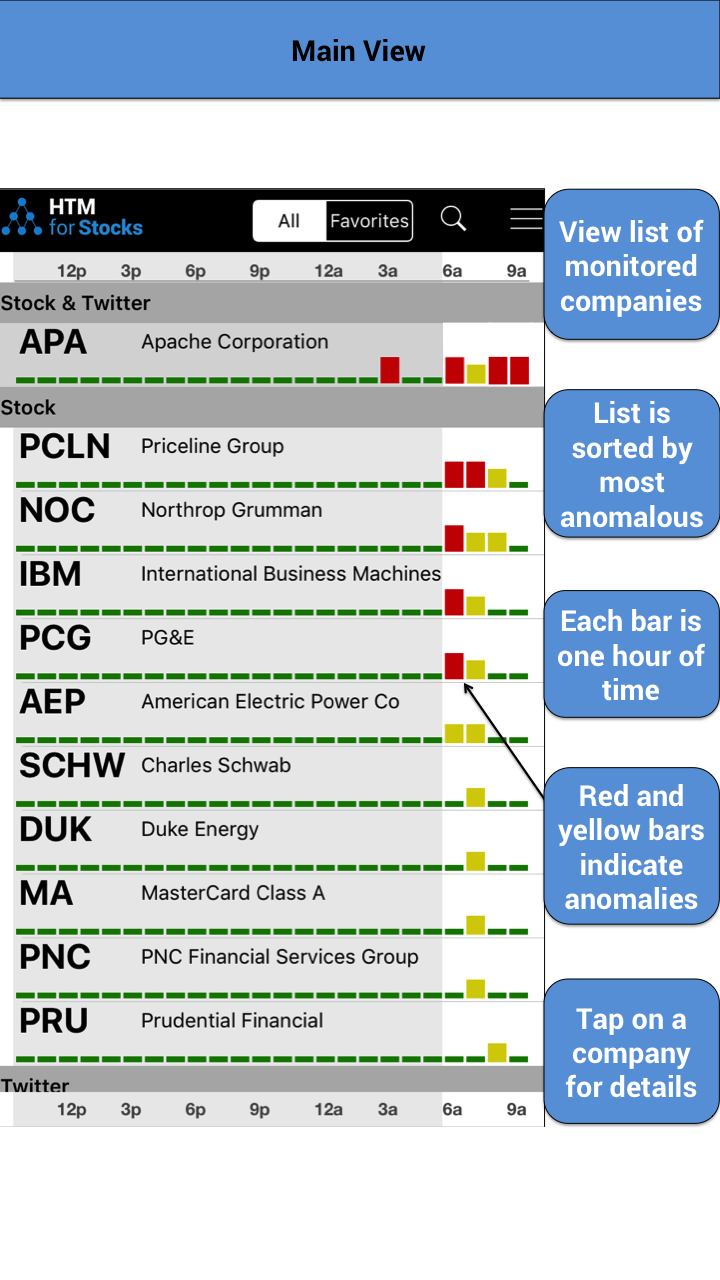 Main View
HTM
for Stocks
All
Favorites
12p 3p 6p 9p 12a 3a 6a 9a
Stock & Twitter
APA Apache Corporation
Stock
PCLN Priceline Group
NOC Northrop Grumman
IBM International Business Machines
PCG PG&E
AEP American Electric Power Co
SCHW Charles Schwab
DUK Duke Energy
MA MasterCard Class A
PNC PNC Financial Services Group
PRU Prudential Financial
Twitter
12p 3p 6p 9p 12a 3a 6a 9a
View list of
monitored
companies
List is
sorted by
most
anomalous
Each bar is
one hour of
time
Red and
yellow bars
indicate
anomalies
Tap on a
company
for details